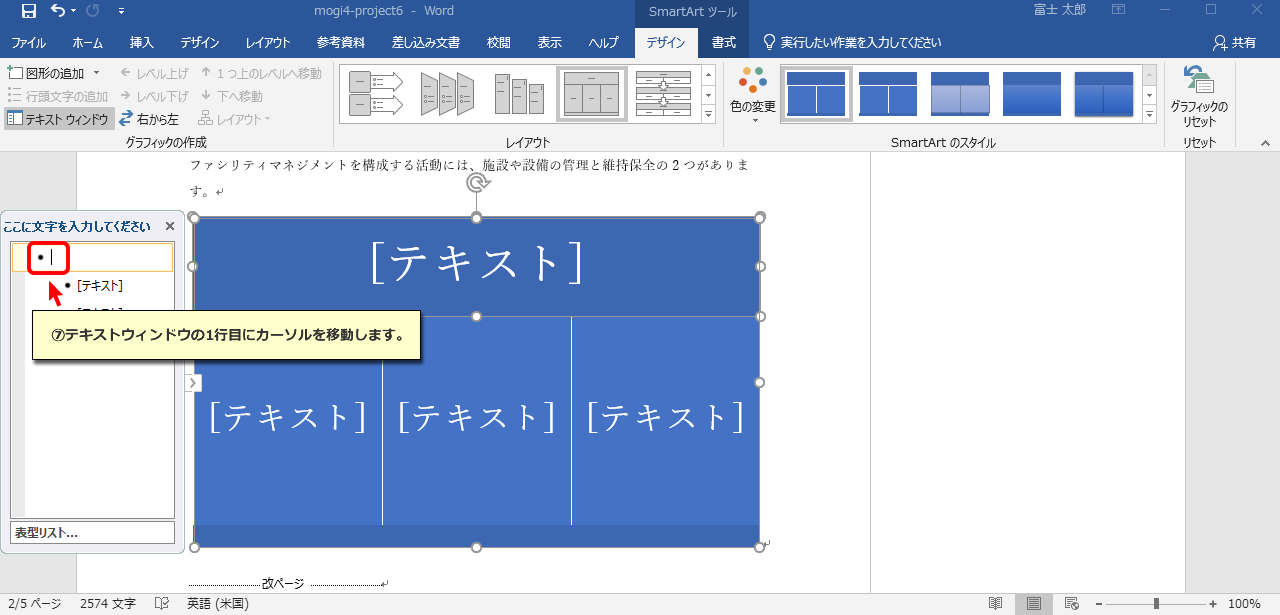 mogi4-project6 - Word
SmartArt ツール
富士 太郎
ファイル ホーム 挿入 デザイン レイアウト 参考資料 差し込み文書 校閲 表示 ヘルプ デザイン 書式 実行したい作業を入力してください 共有
図形の追加 レベル上げ 1 つ上のレベルへ移動
行頭文字の追加 レベル下げ 下へ移動
テキスト ウィンドウ 右から左 レイアウト
グラフィックの作成
レイアウト
色の変更
SmartArt のスタイル
グラフィックの
リセット
リセット
ファシリティマネジメントを構成する活動には、施設や設備の管理と維持保全の 2 つがありま
す。
ここに文字を入力してください
[テキスト]
⑦テキストウィンドウの1行目にカーソルを移動します。
表型リスト...
[テキスト]
[テキスト] [テキスト] [テキスト]
改ページ
2/5 ページ 2574 文字 英語 (米国) 100%